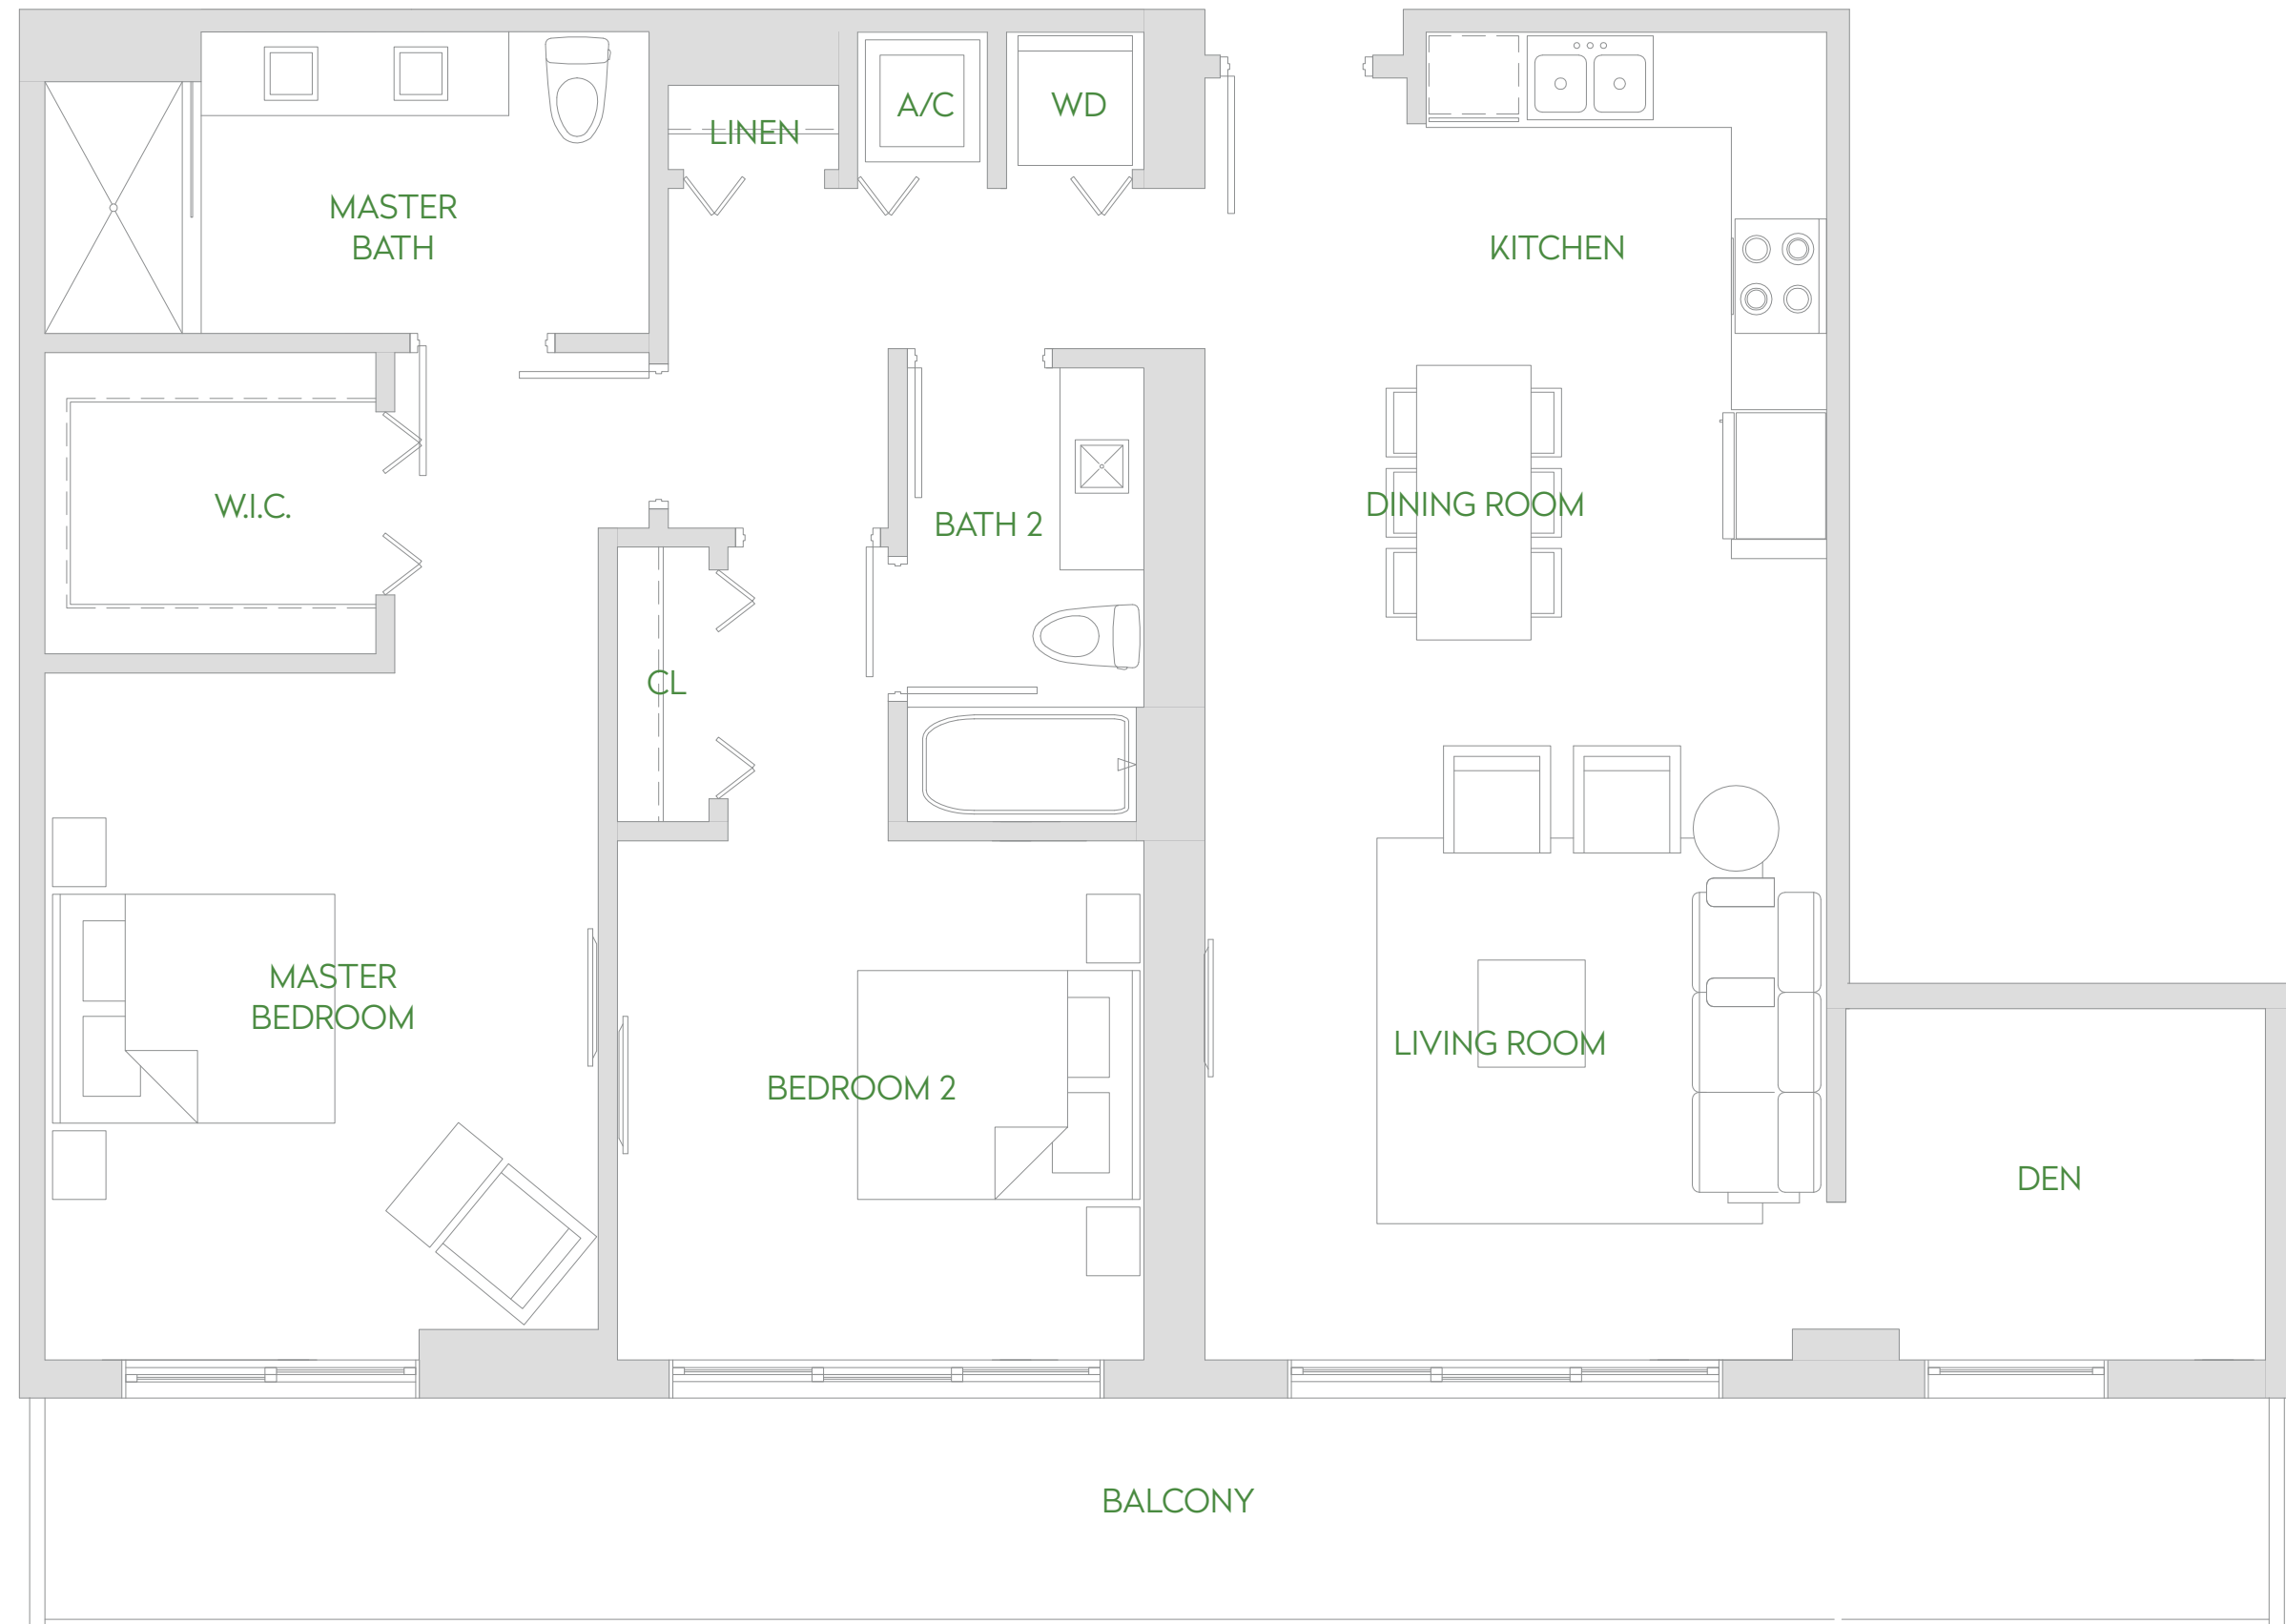 A/C
WD
LINEN
MASTER
BATH
KITCHEN
W.I.C.
DINING ROOM
BATH 2
CL
MASTER
BEDROOM
LIVING ROOM
BEDROOM 2
DEN
BALCONY